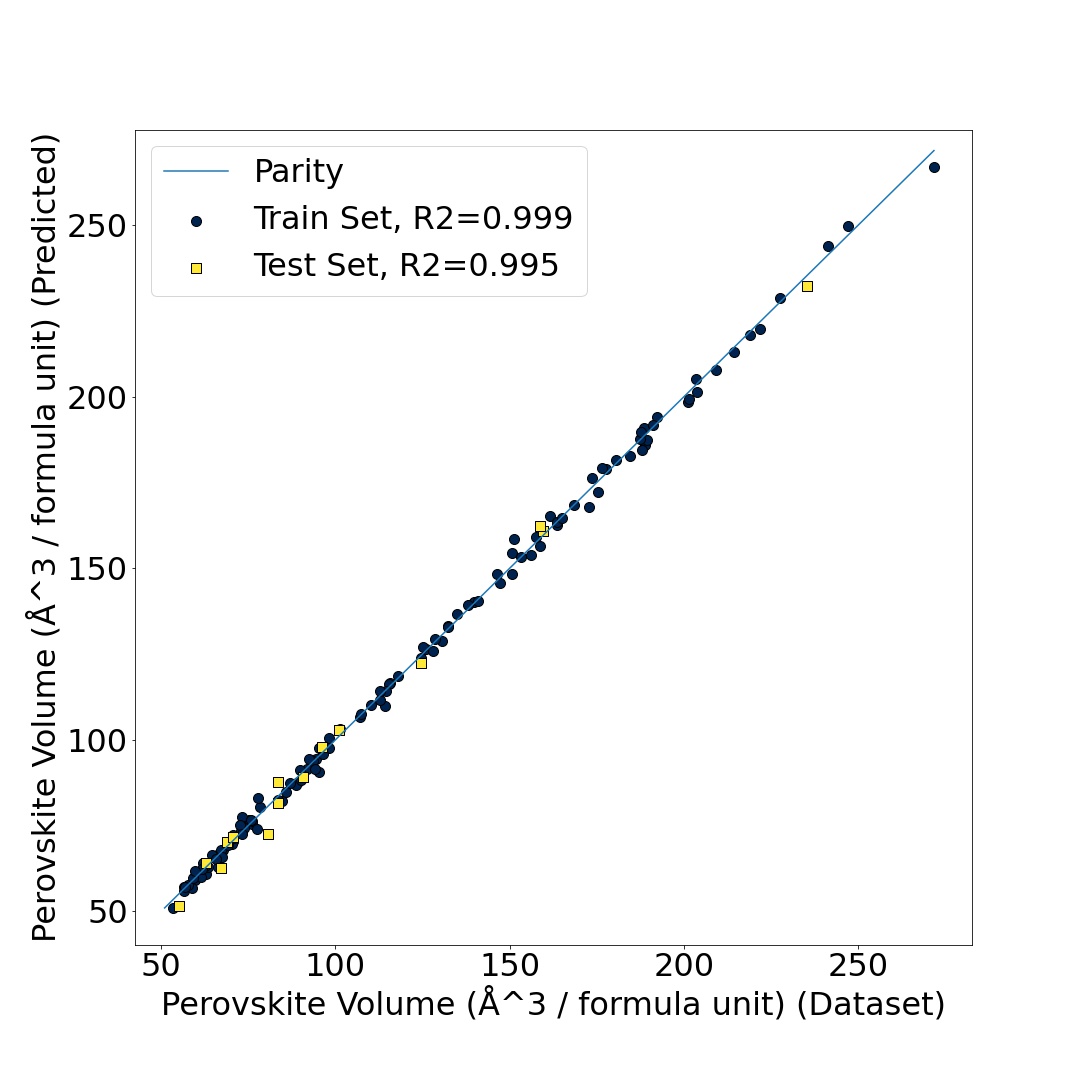 Parity
Train Set, R2=0.999
Test Set, R2=0.995
Perovskite Volume (Å^3 / formula unit) (Predicted)
250
200
150
100
50
50 100 150 200 250
Perovskite Volume (Å^3 / formula unit) (Dataset)